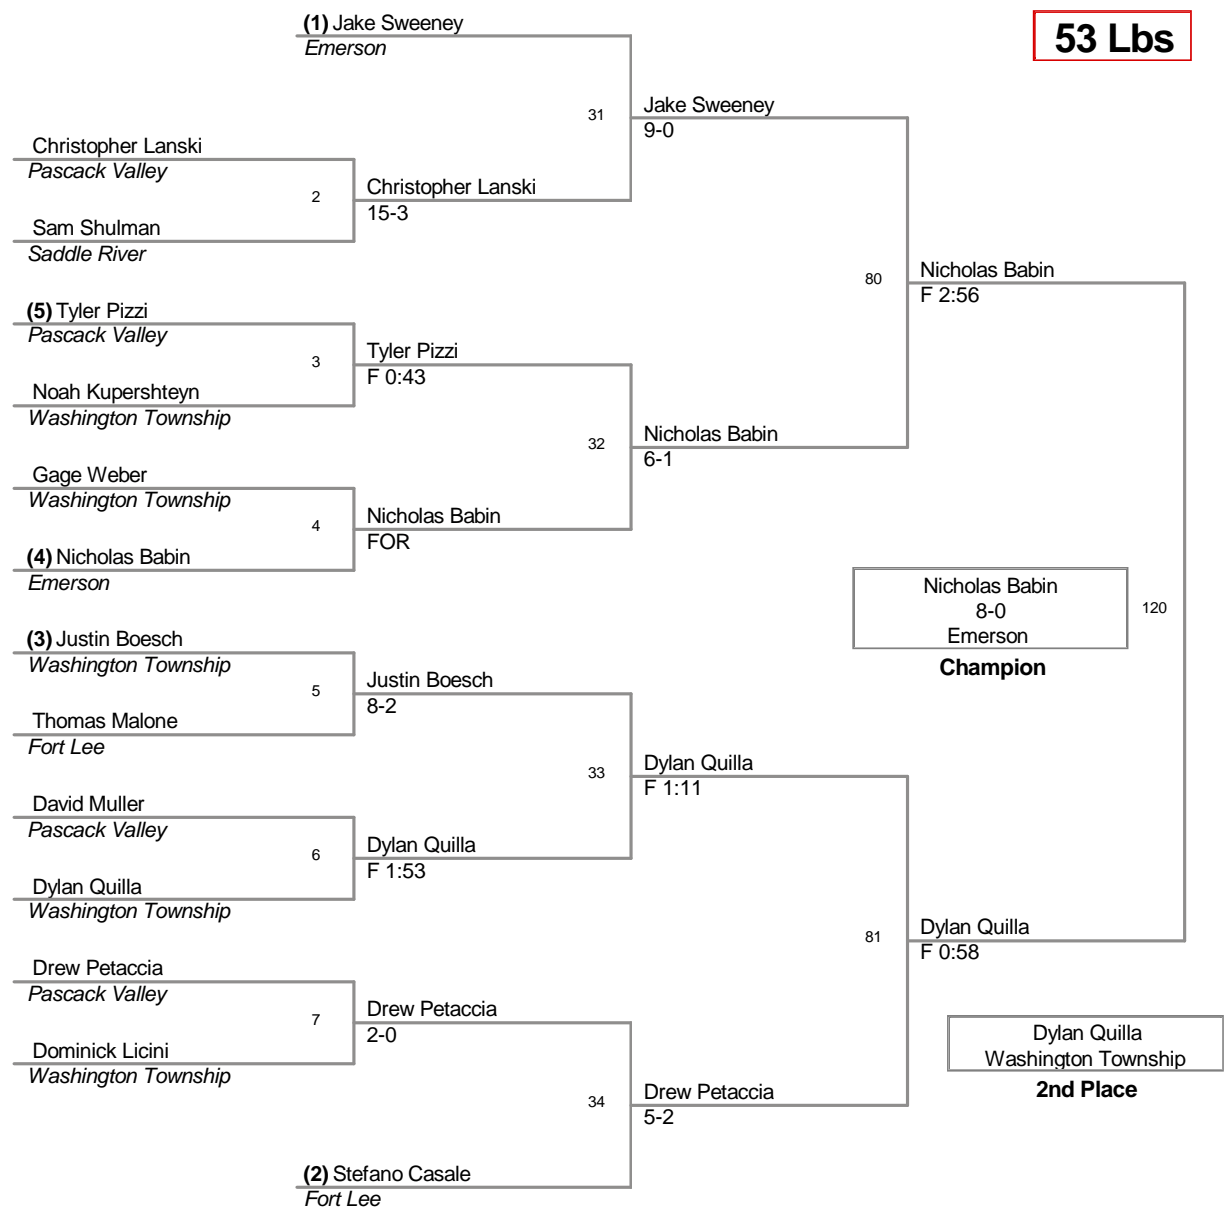 53 Lbs
(1) Jake Sweeney
Emerson
31
Jake Sweeney
9-0
Christopher Lanski
Pascack Valley
2
Christopher Lanski
15-3
Sam Shulman
Saddle River
80
Nicholas Babin
F 2:56
(5) Tyler Pizzi
Pascack Valley
3
Tyler Pizzi
F 0:43
Noah Kupershteyn
Washington Township
32
Nicholas Babin
6-1
Gage Weber
Washington Township
4
Nicholas Babin
FOR
(4) Nicholas Babin
Emerson
Nicholas Babin
8-0
Emerson
Champion
120
(3) Justin Boesch
Washington Township
5
Justin Boesch
8-2
Thomas Malone
Fort Lee
33
Dylan Quilla
F 1:11
David Muller
Pascack Valley
6
Dylan Quilla
F 1:53
Dylan Quilla
Washington Township
81
Dylan Quilla
F 0:58
Drew Petaccia
Pascack Valley
7
Drew Petaccia
2-0
Dominick Licini
Washington Township
Dylan Quilla
Washington Township
2nd Place
34
Drew Petaccia
5-2
(2) Stefano Casale
Fort Lee